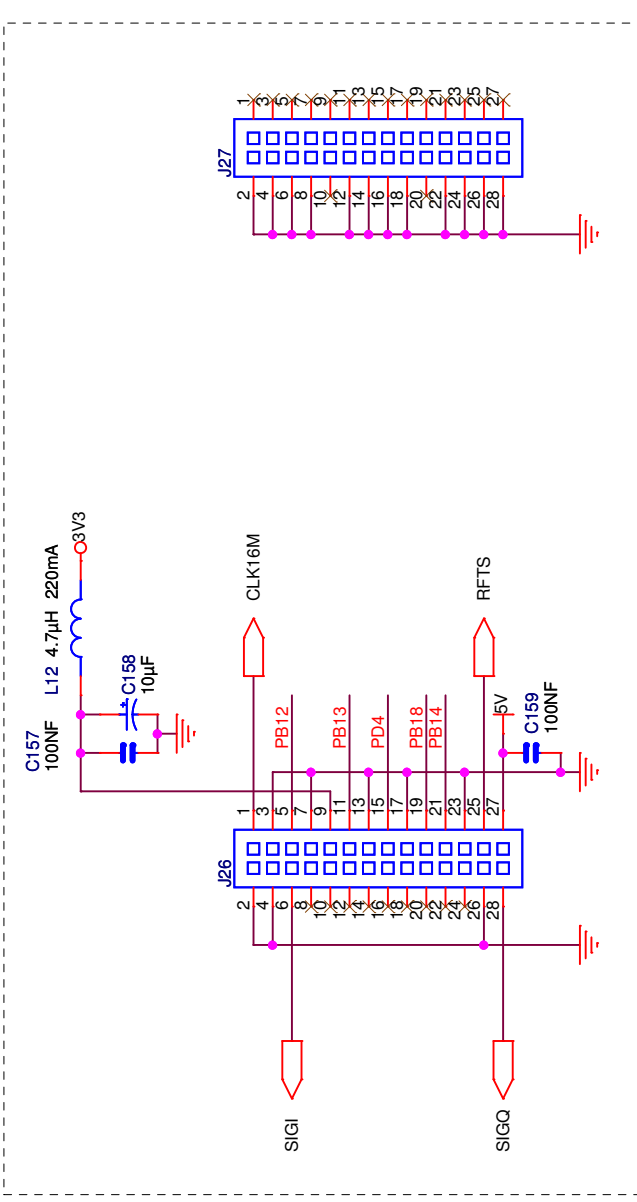 1 3 5 7 9 11 13 15 17 19 21 23 25 27
J27
2 4 6 8 10 12 14 16 18 20 22 24 26 28
3V3
L12 4.7µH 220mA
C158
10µF
C157
100NF
CLK16M
RFTS
PB12
PB13
PD4
PB18
PB14
5V
C159
100NF
1 3 5 7 9 11 13 15 17 19 21 23 25 27
J26
2 4 6 8 10 12 14 16 18 20 22 24 26 28
SIGI
SIGQ